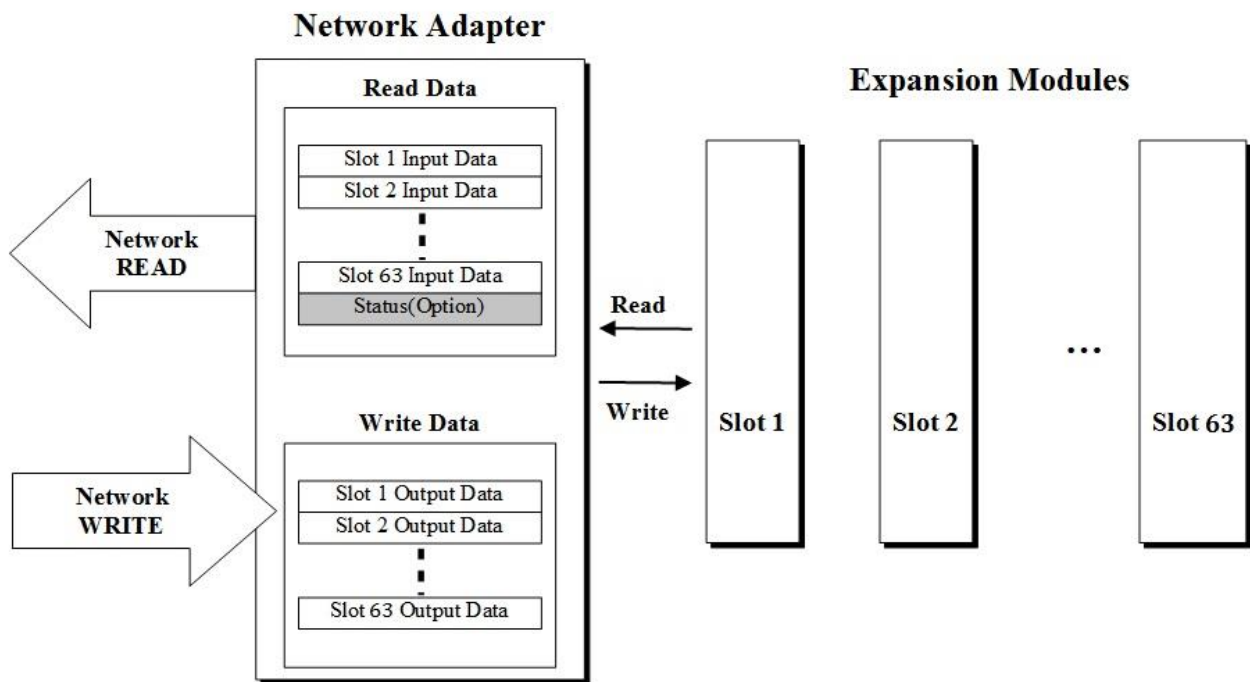 Network Adapter
Read Data
Slot 1 Input Data
Slot 2 Input Data
Slot 63 Input Data
Status(Option)
Network
READ
Write Data
Slot 1 Output Data
Slot 2 Output Data
Slot 63 Output Data
Network
WRITE
Read
Write
Expansion Modules
Slot 1
Slot 2
...
Slot 63